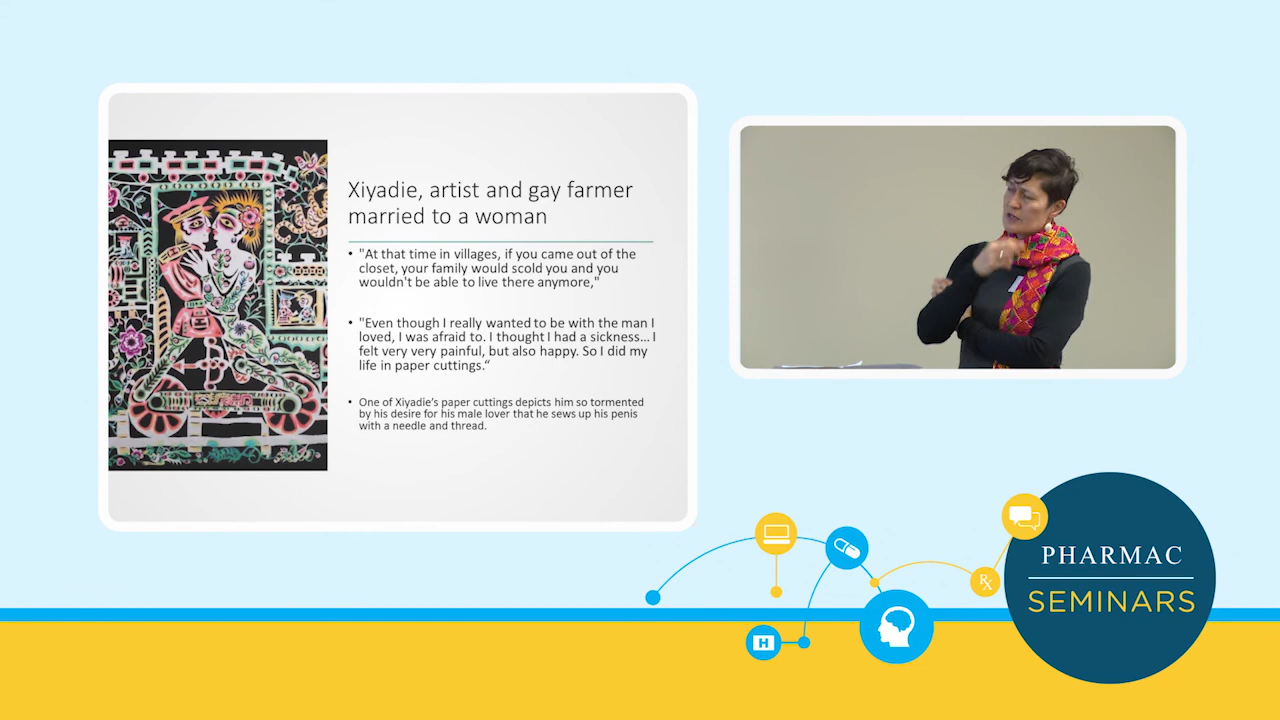 Xiyadie, artist and gay farmer
married to a woman
• "At that time in villages, if you came out of the
closet, your family would scold you and you
wouldn't be able to live there anymore,"
• "Even though I really wanted to be with the man I
loved, I was afraid to. I thought I had a sickness... I
felt very very painful, but also happy. So I did my
life in paper cuttings.“
• One of Xiyadie's paper cuttings depicts him so tormented
by his desire for his male lover that he sews up his penis
with a needle and thread.
Rx
H
PHARMAC
SEMINARS